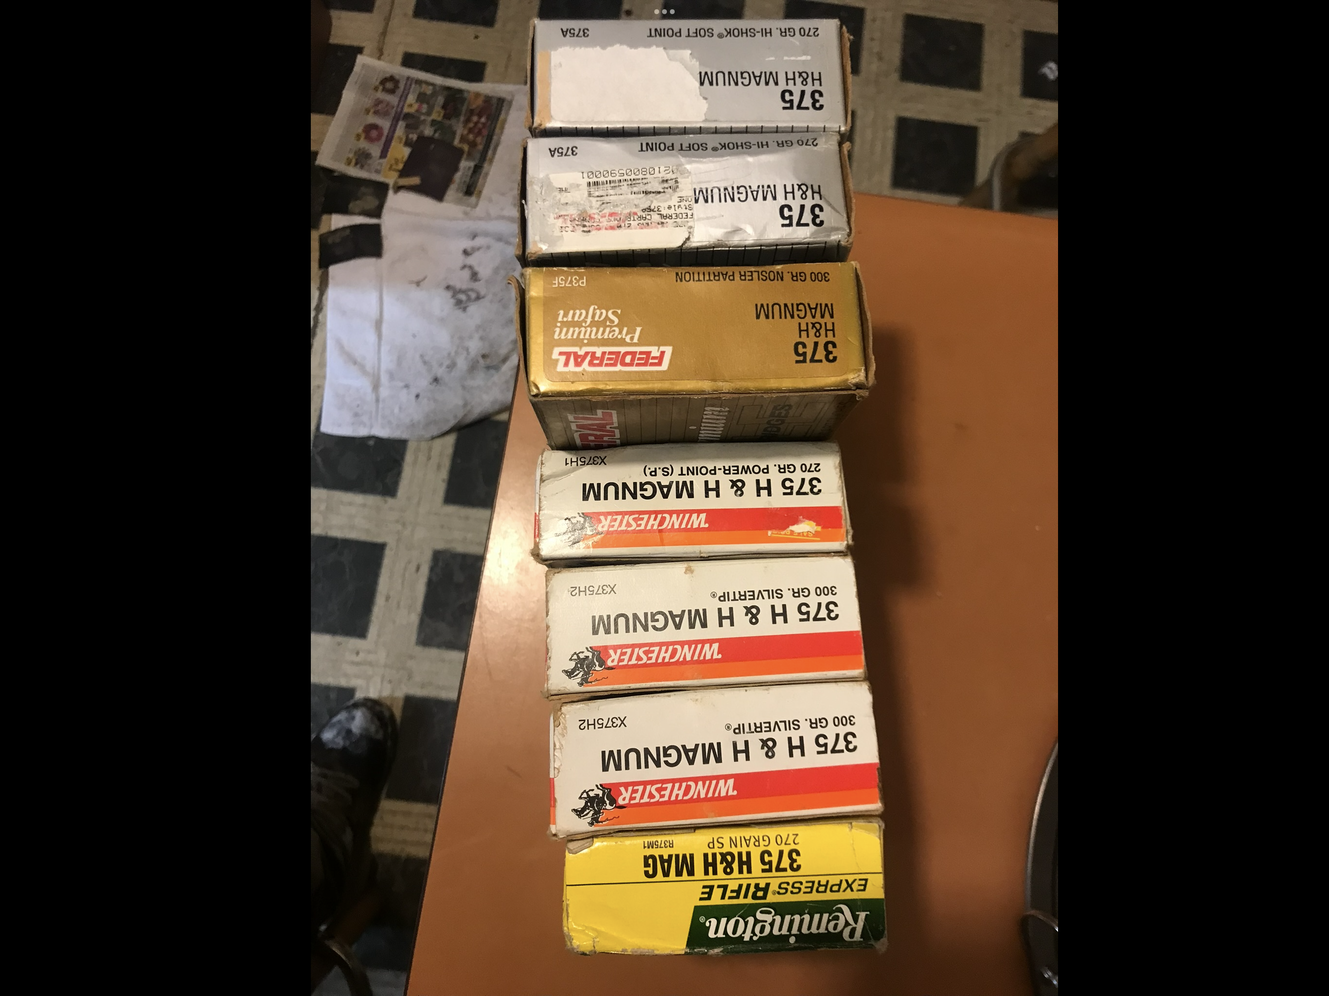 Remington®
EXPRESS® RIFLE
375 H&H MAG
270 GRAIN SP R375M1
WINCHESTER
375 H & H MAGNUM
300 GR. SILVERTIP® X375H2
WINCHESTER
375 H & H MAGNUM
300 GR. SILVERTIP® X375H2
WINCHESTER
375 H & H MAGNUM
270 GR. POWER-POINT (S.P.) X375H1
375 FEDERAL
H&H Premium
MAGNUM Safari
300 GR. NOSLER PARTITION P375F
375
H&H MAGNUM
FEDERAL
270 GR. HI-SHOK® SOFT POINT 375A
375
H&H MAGNUM
270 GR. HI-SHOK® SOFT POINT 375A